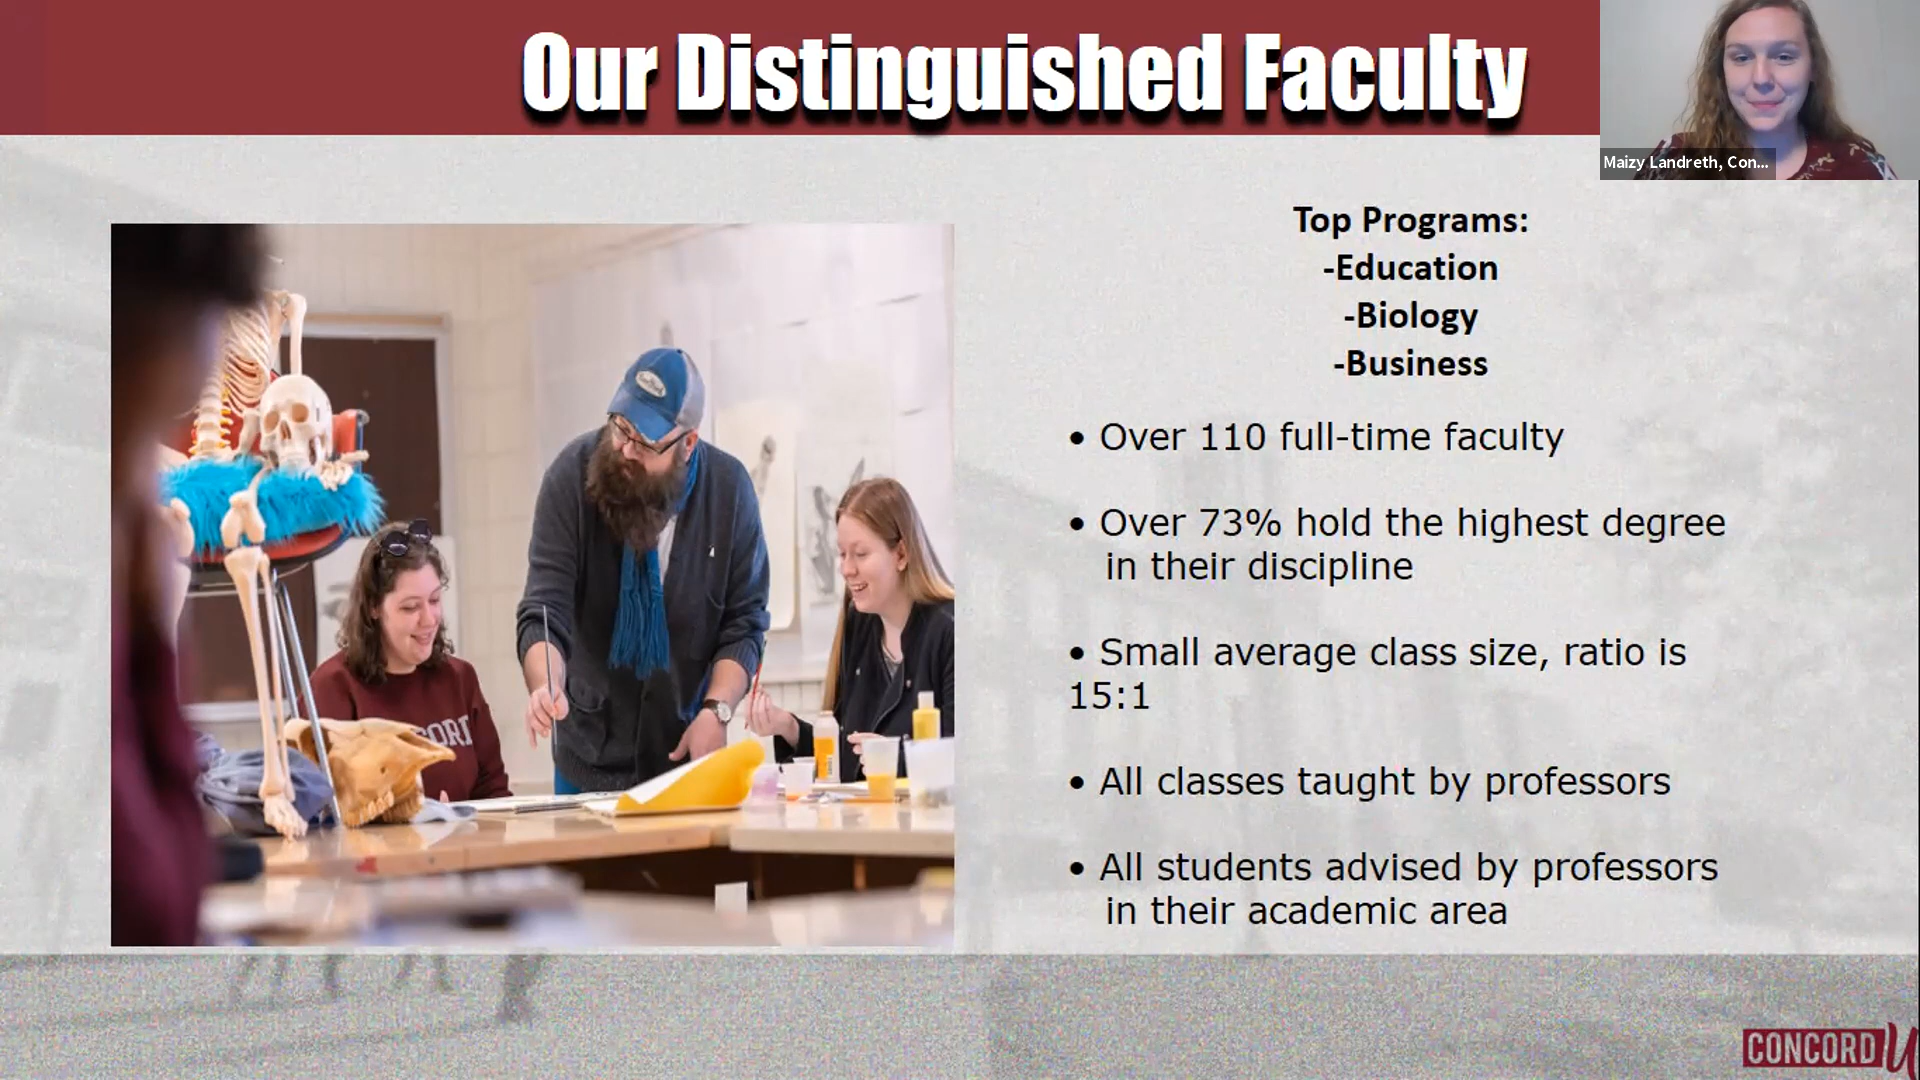 Our Distinguished Faculty
Maizy Landreth, Con...
Top Programs:
-Education
-Biology
-Business
• Over 110 full-time faculty
• Over 73% hold the highest degree
in their discipline
• Small average class size, ratio is
15:1
• All classes taught by professors
• All students advised by professors
in their academic area
CORD
CONCORD U